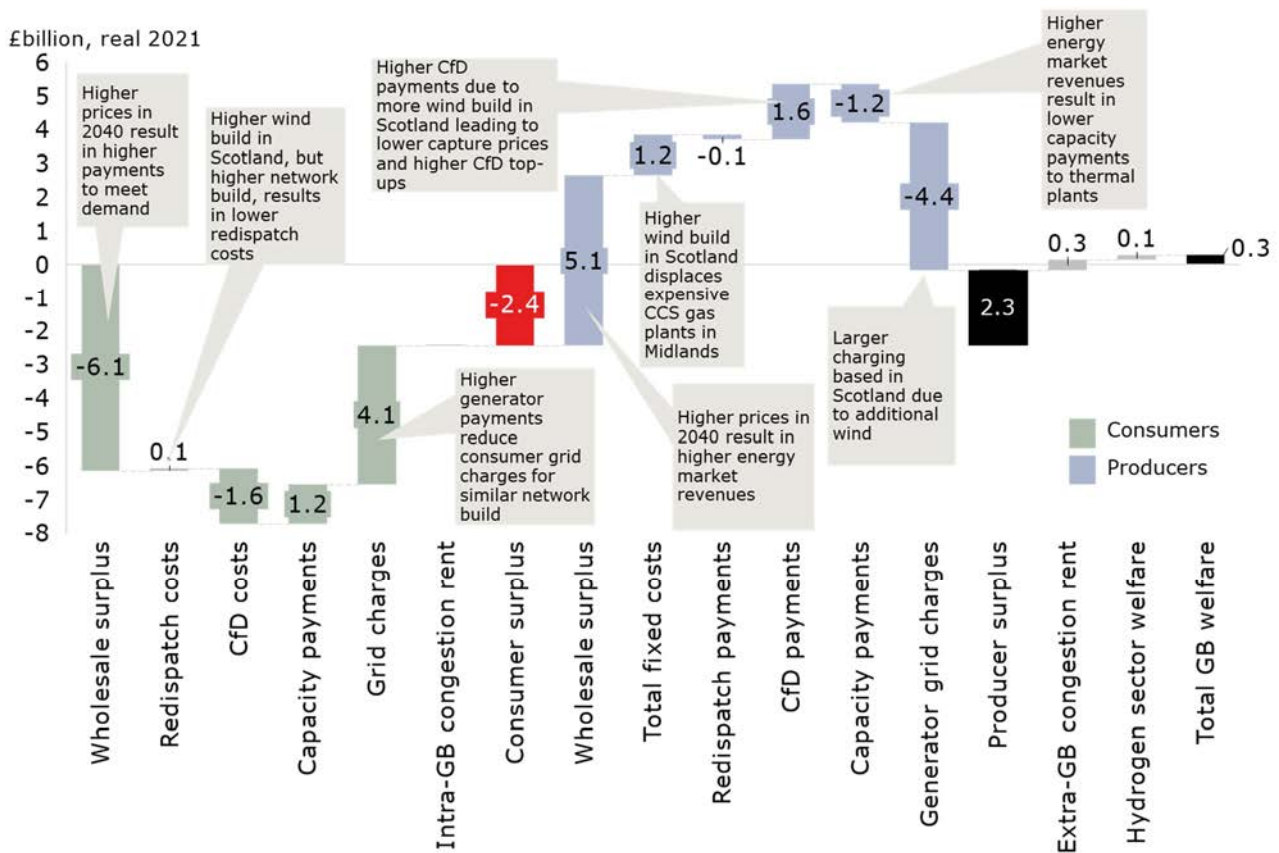 £billion, real 2021
6
5
4
3
2
1
0
-1
-2
-3
-4
-5
-6
-7
-8
Higher
prices in
2040 result
in higher
payments
to meet
demand
Higher wind
build in
Scotland, but
higher network
build, results
in lower
redispatch
costs
Higher CfD
payments due to
more wind build in
Scotland leading to
lower capture prices
and higher CfD top-
ups
Higher
energy
market
revenues
result in
lower
capacity
payments
to thermal
plants
Higher
wind build
in Scotland
displaces
expensive
CCS gas
plants in
Midlands
Higher
generator
payments
reduce
consumer grid
charges for
similar network
build
Higher prices in
2040 result in
higher energy
market
revenues
Larger
charging
based in
Scotland due
to additional
wind
-6.1
0.1
-1.6
1.2
4.1
-2.4
5.1
1.2
-0.1
1.6
-1.2
-4.4
2.3
0.3
0.1
0.3
Consumers
Producers
Wholesale surplus
Redispatch costs
CfD costs
Capacity payments
Grid charges
Intra-GB congestion rent
Consumer surplus
Wholesale surplus
Total fixed costs
Redispatch payments
CfD payments
Capacity payments
Generator grid charges
Producer surplus
Extra-GB congestion rent
Hydrogen sector welfare
Total GB welfare